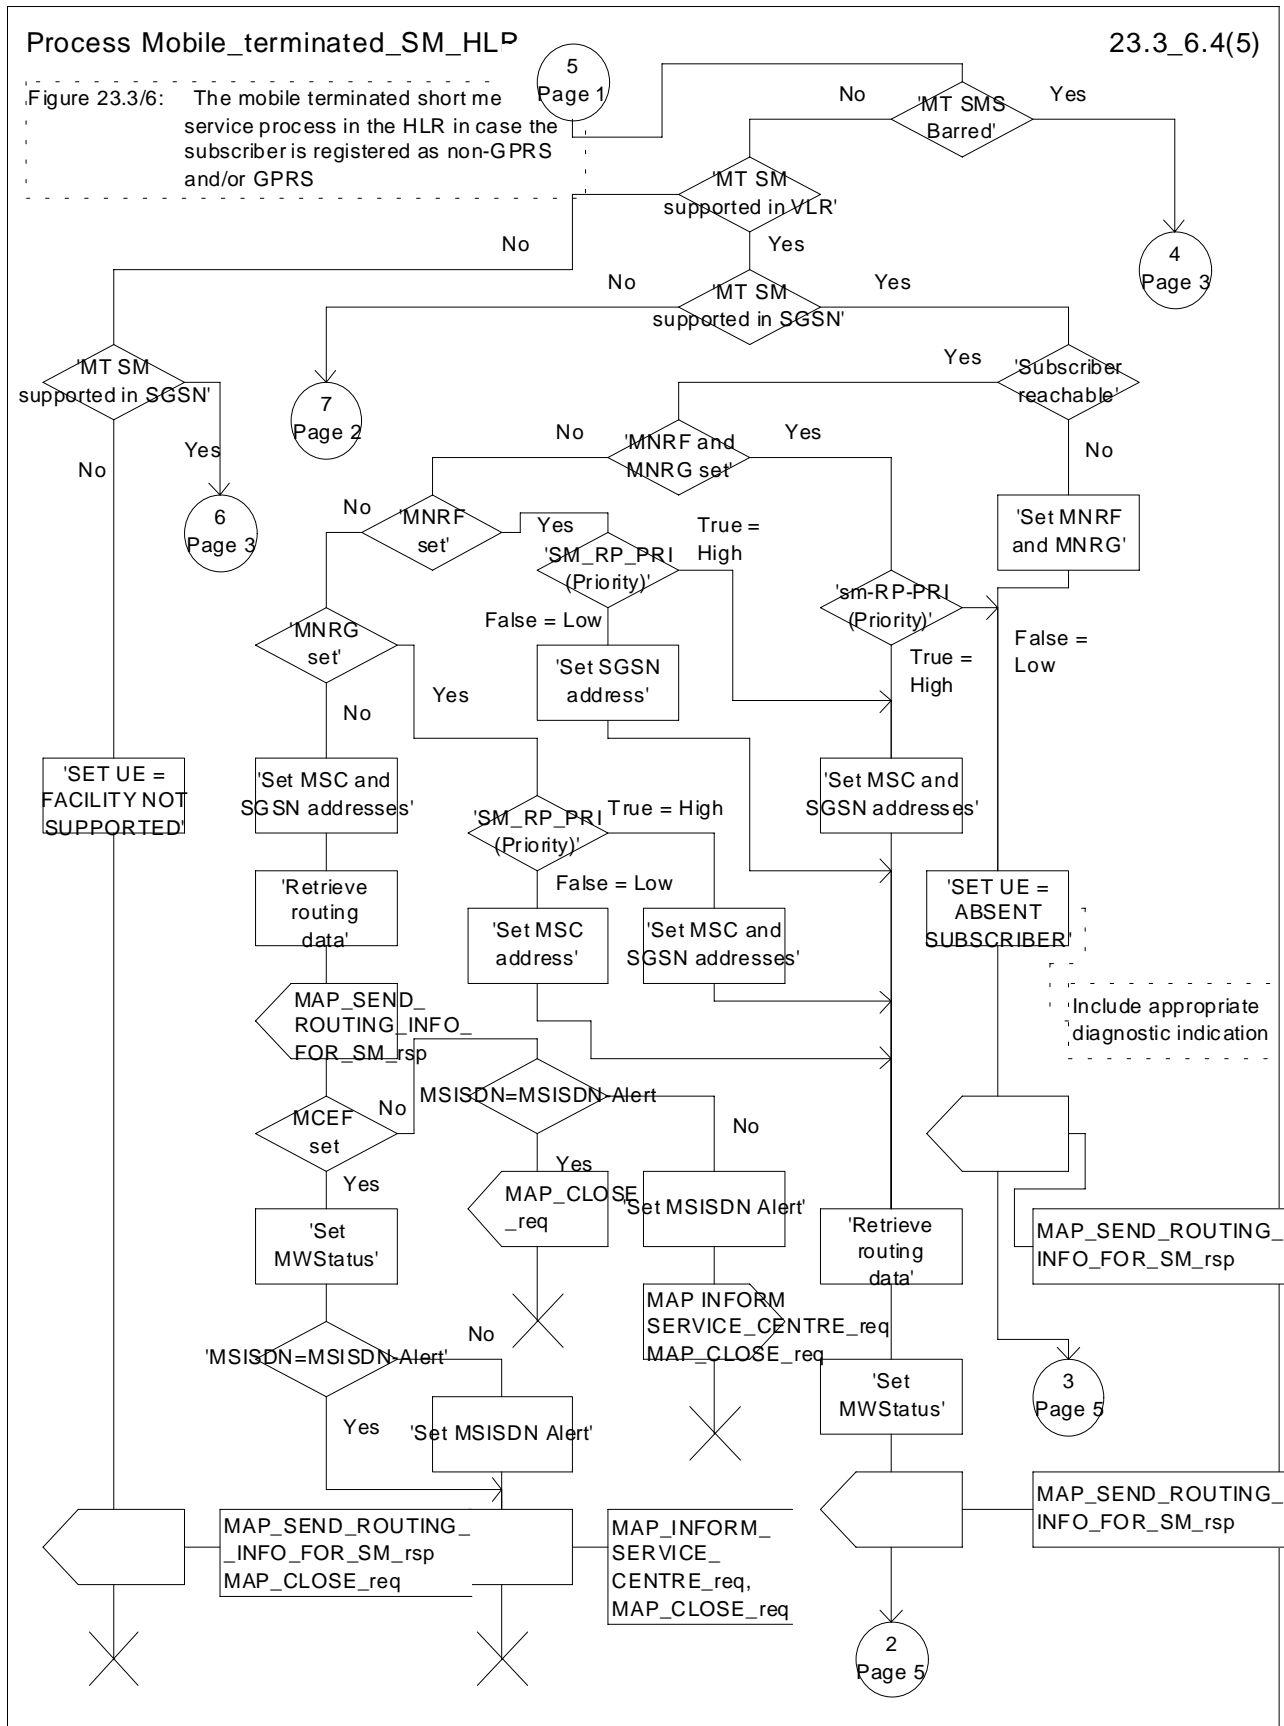 Process Mobile_terminated_SM_HLR
23.3_6.4(5)
5
Page 1
Figure 23.3/6: The mobile terminated short me
service process in the HLR in case the
subscriber is registered as non-GPRS
and/or GPRS
No
'MT SMS
Barred'
Yes
'MT SM
supported in VLR'
No
Yes
4
Page 3
No
'MT SM
supported in SGSN'
Yes
'MT SM
supported in SGSN'
Yes
'Subscriber
reachable'
7
Page 2
No
Yes
No
'MNRF and
MNRG set'
Yes
No
6
Page 3
No
'MNRF
set'
Yes
True =
High
'Set MNRF
and MNRG'
'SM_RP_PRI
(Priority)'
'sm-RP-PRI
(Priority)'
'MNRG
set'
False = Low
False =
Low
True =
High
'Set SGSN
address'
Yes
No
'SET UE =
FACILITY NOT
SUPPORTED'
'Set MSC and
SGSN addresses'
'SM_RP_PRI
(Priority)'
True = High
'Set MSC and
SGSN addresses'
False = Low
'Retrieve
routing
data'
'Set MSC
address'
'Set MSC and
SGSN addresses'
'SET UE =
ABSENT
SUBSCRIBER'
Include appropriate
diagnostic indication
MAP_SEND_
ROUTING_INFO_
FOR_SM_rsp
MCEF
set
No
MSISDN=MSISDN-Alert
No
Yes
Yes
MAP_CLOSE
_req
'Set MSISDN Alert'
'Set
MWStatus'
'Retrieve
routing
data'
MAP_SEND_ROUTING_
INFO_FOR_SM_rsp
MAP INFORM
SERVICE_CENTRE_req
MAP_CLOSE_req
'MSISDN=MSISDN-Alert'
No
Yes
'Set MSISDN Alert'
'Set
MWStatus'
3
Page 5
MAP_SEND_ROUTING_
_INFO_FOR_SM_rsp
MAP_CLOSE_req
MAP_INFORM_
SERVICE_
CENTRE_req,
MAP_CLOSE_req
MAP_SEND_ROUTING_
INFO_FOR_SM_rsp
2
Page 5